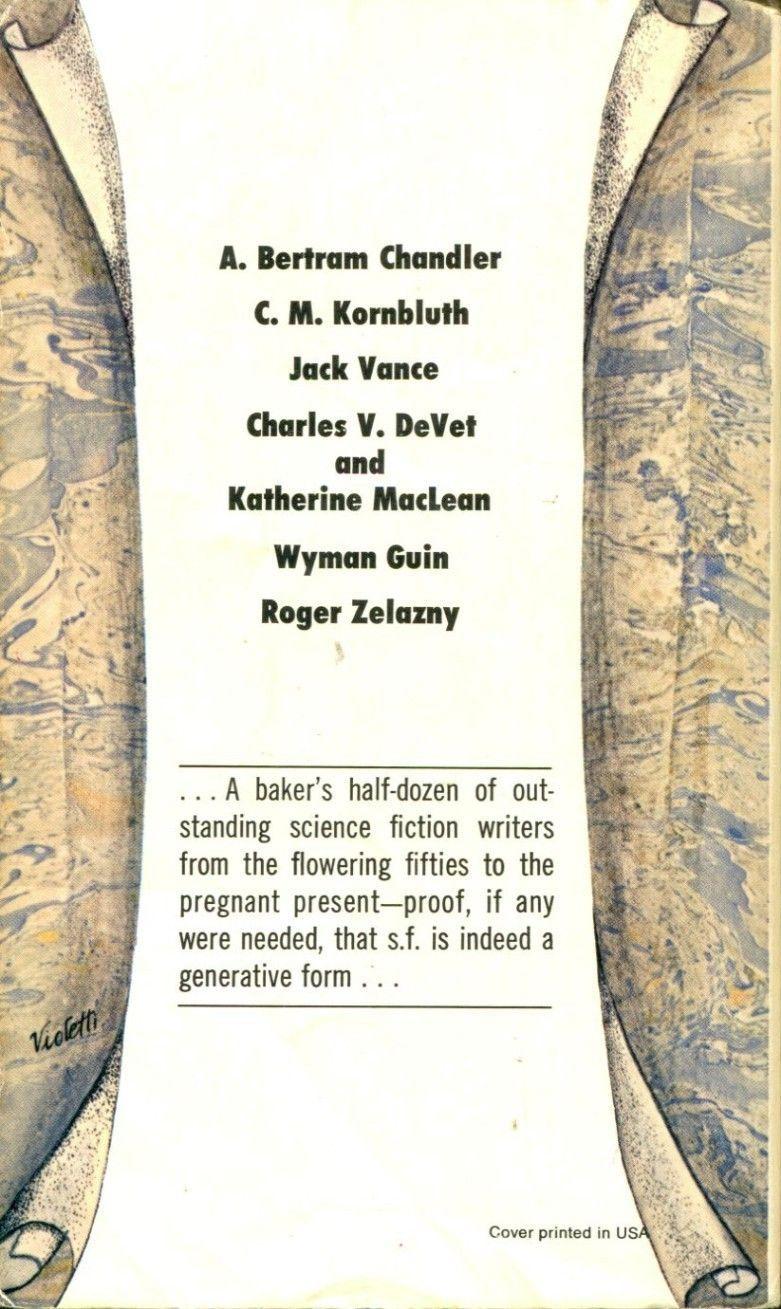 A. Bertram Chandler
C. M. Kornbluth
Jack Vance
Charles V. DeVet
and
Katherine MacLean
Wyman Guin
Roger Zelazny
...A baker's half-dozen of out-
standing science fiction writers
from the flowering fifties to the
pregnant present—proof, if any
were needed, that s.f. is indeed a
generative form ...
Violetti
Cover printed in USA